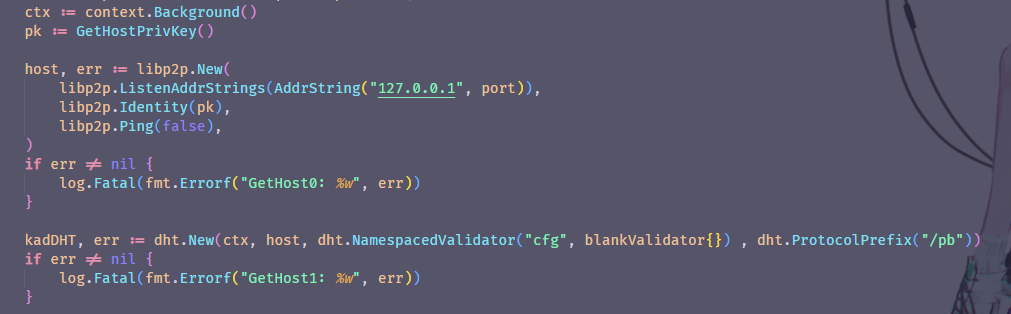 ctx := context.Background()
pk := GetHostPrivKey()
host, err := libp2p.New(
libp2p.ListenAddrStrings(AddrString("127.0.0.1", port)),
libp2p.Identity(pk),
libp2p.Ping(false),
)
if err != nil {
log.Fatal(fmt.Errorf("GetHost0: %w", err))
}
kadDHT, err := dht.New(ctx, host, dht.NamespacedValidator("cfg", blankValidator{}) , dht.ProtocolPrefix("/pb"))
if err != nil {
log.Fatal(fmt.Errorf("GetHost1: %w", err))
}